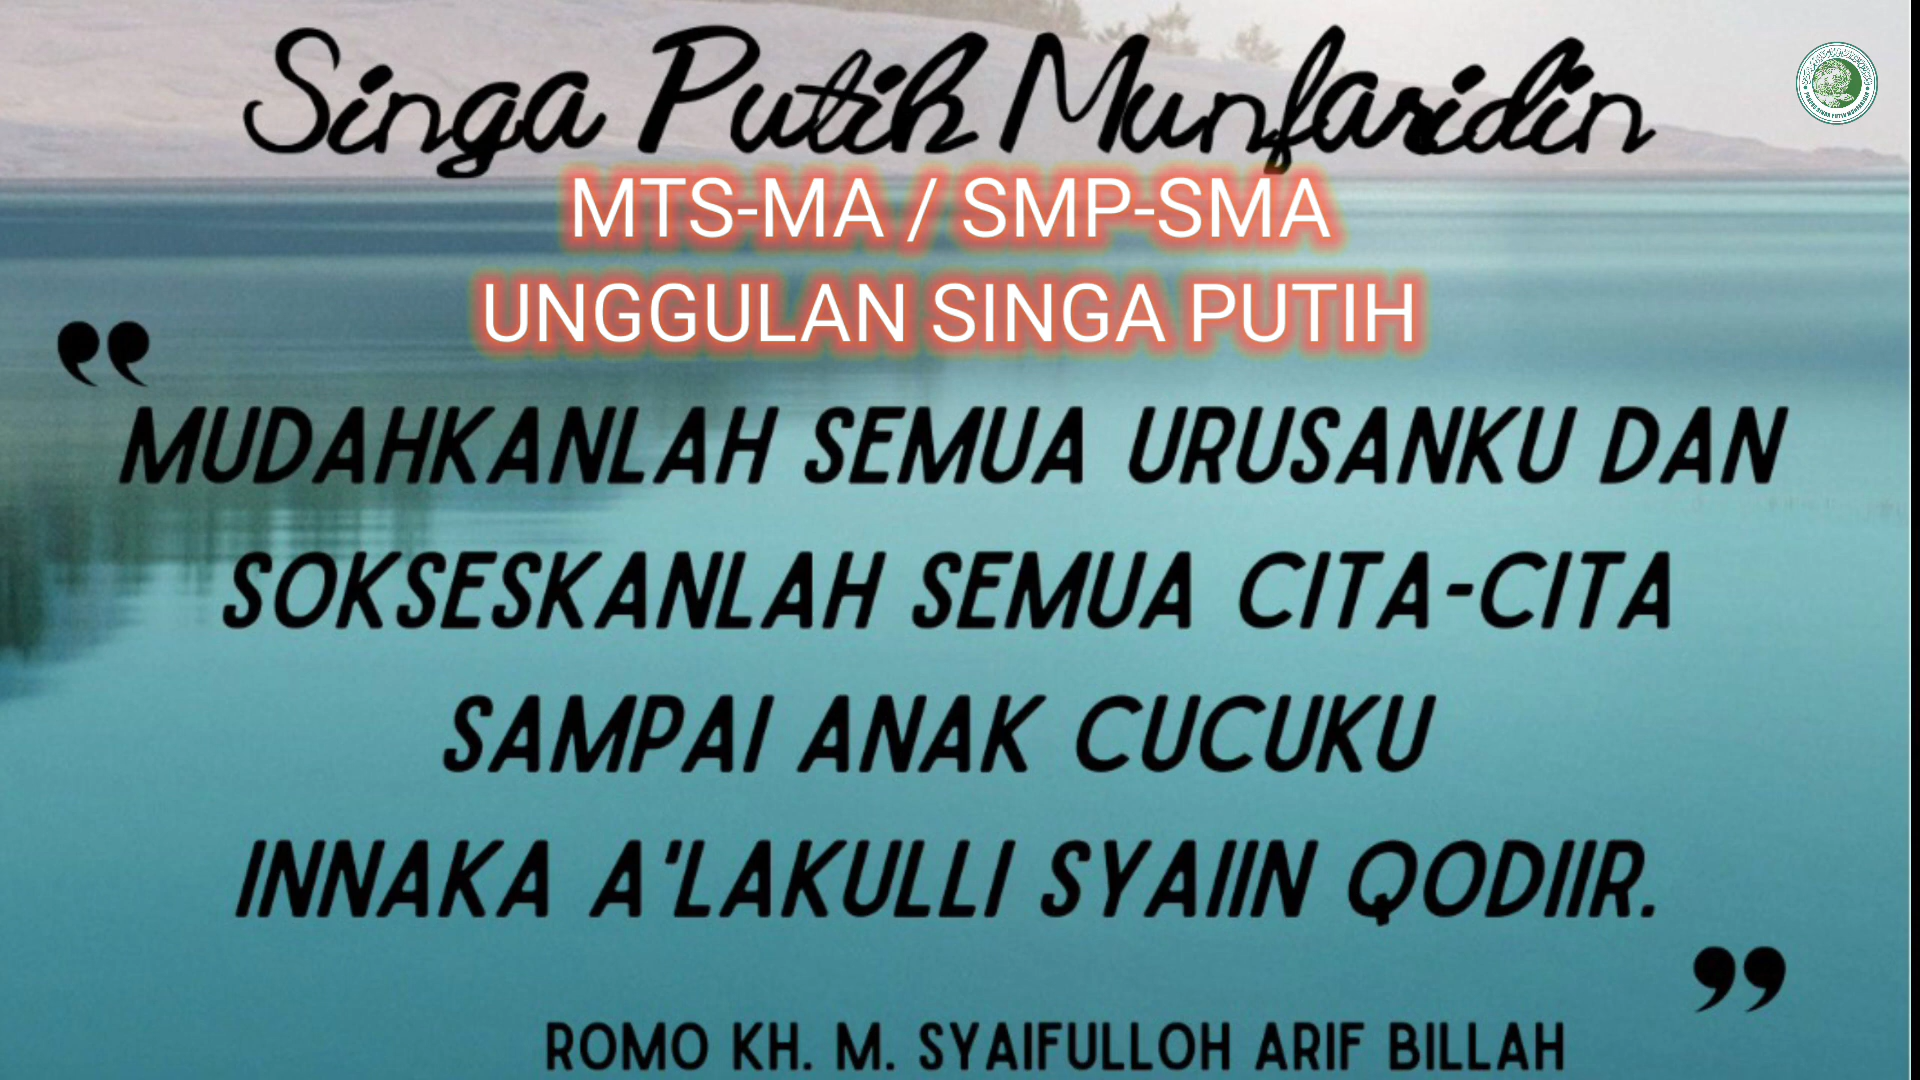 Singa Putih Munfaridin
MTS-MA / SMP-SMA
UNGGULAN SINGA PUTIH
“
MUDAHKANLAH SEMUA URUSANKU DAN
SOKSESKANLAH SEMUA CITA-CITA
SAMPAI ANAK CUCUKU
INNAKA A'LAKULLI SYAIIN QODIIR.
”
ROMO KH. M. SYAIFULLOH ARIF BILLAH